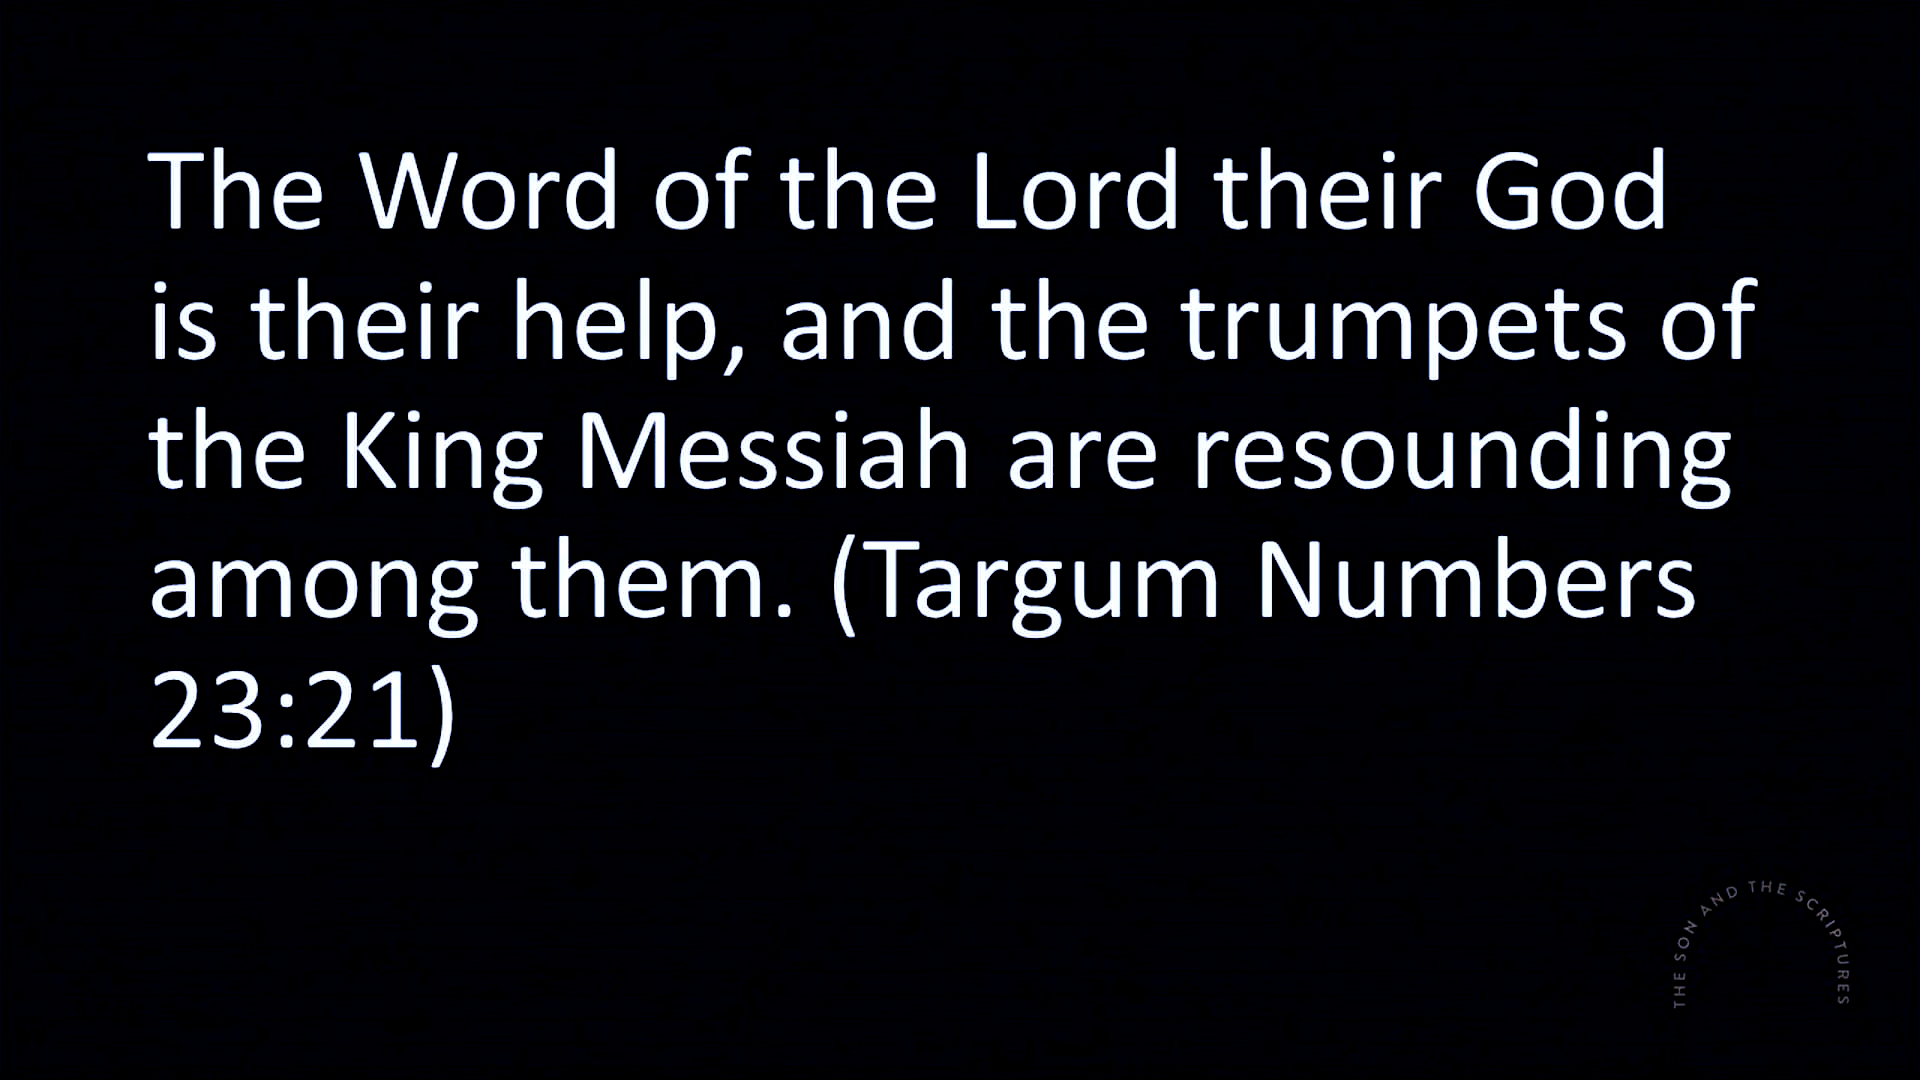 The Word of the Lord their God
is their help, and the trumpets of
the King Messiah are resounding
among them. (Targum Numbers
23:21)
THE SON AND THE SCRIPTURES